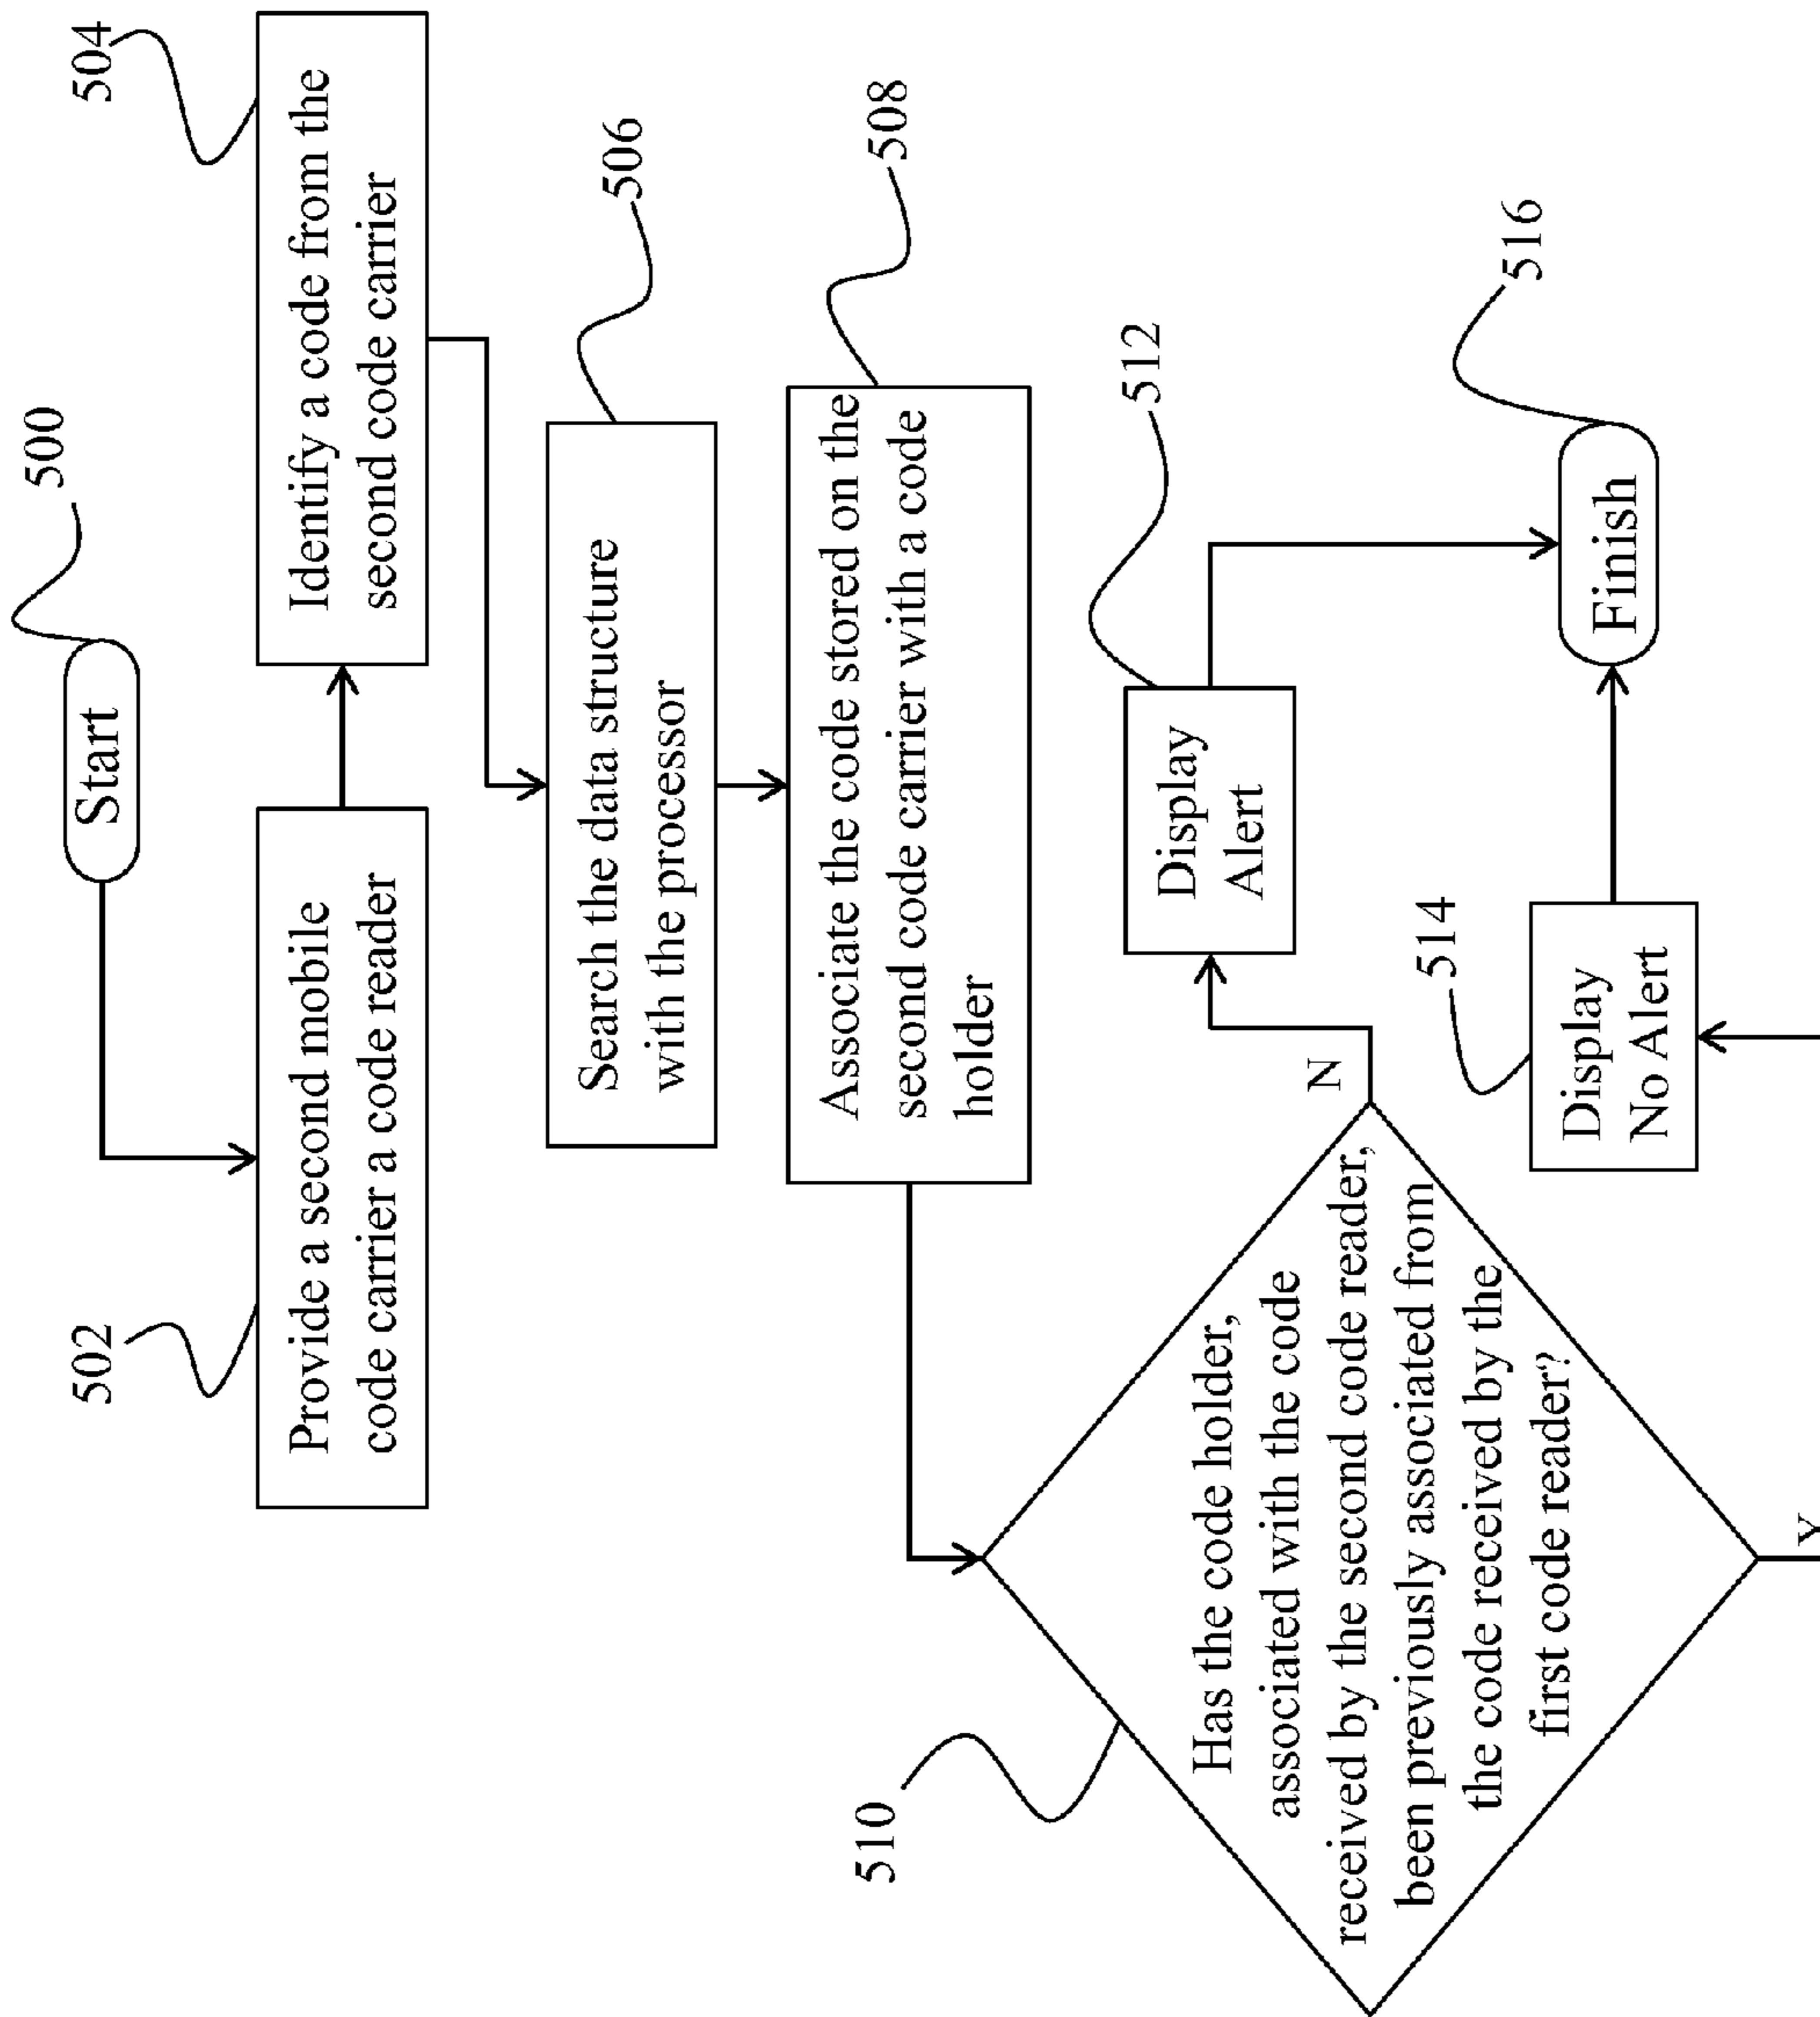 500
Start
502
Provide a second mobile
code carrier a code reader
504
Identify a code from the
second code carrier
506
Search the data structure
with the processor
508
Associate the code stored on the
second code carrier with a code
holder
510
Has the code holder,
associated with the code
received by the second code reader,
been previously associated from
the code received by the
first code reader?
N
512
Display
Alert
Y
514
Display
No Alert
516
Finish